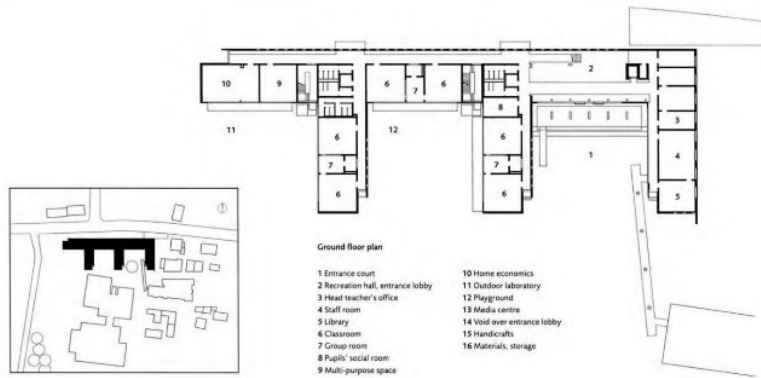 2
10
9
6
7
6
8
3
11
6
12
6
1
4
7
7
6
6
5
Ground floor plan
1 Entrance court
2 Recreation hall, entrance lobby
3 Head teacher's office
4 Staff room
5 Library
6 Classroom
7 Group room
8 Pupils' social room
9 Multi-purpose space
10 Home economics
11 Outdoor laboratory
12 Playground
13 Media centre
14 Void over entrance lobby
15 Handicrafts
16 Materials, storage